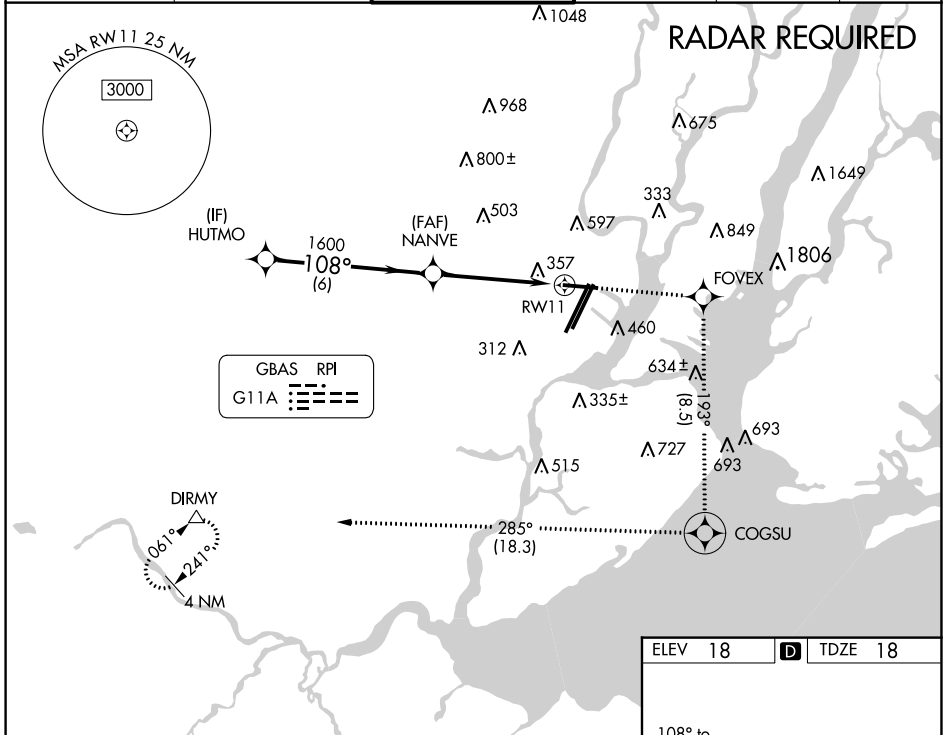 1048
RADAR REQUIRED
MSA RW11 25 NM
3000
968
675
800±
1649
333
(IF)
HUTMO
503
(FAF)
NANVE
597
849
1600
108°
(6)
357
1806
FOVEX
RW11
460
312
GBAS RPI
G11A
634±
193°
(8.5)
335±
693
727
693
515
DIRMY
285°
(18.3)
COGSU
061°
241°
4 NM
ELEV 18
D
TDZE 18
108° to